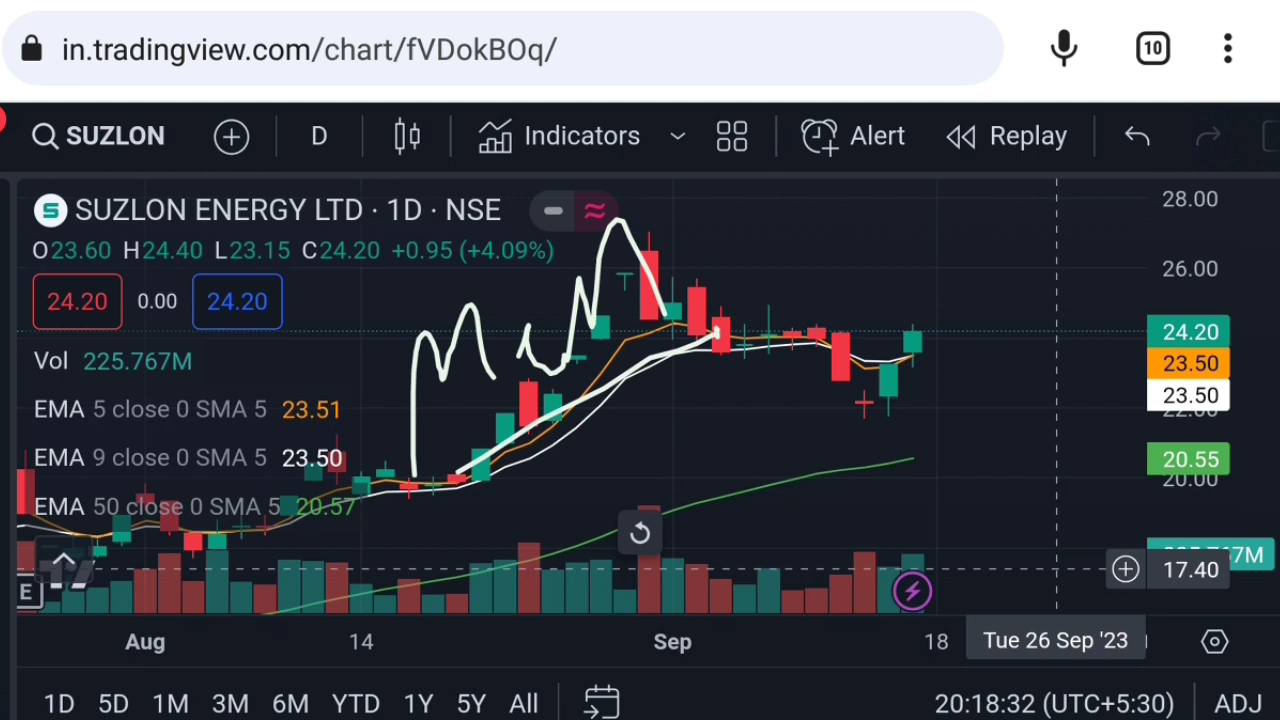 10
in.tradingview.com/chart/fVDokBOq/
SUZLON D Indicators Alert Replay
SUZLON ENERGY LTD · 1D · NSE
O23.60 H24.40 L23.15 C24.20 +0.95 (+4.09%)
24.20 0.00 24.20
Vol 225.767M
EMA 5 close 0 SMA 5 23.51
EMA 9 close 0 SMA 5 23.50
EMA 50 close 0 SMA 5 20.57
28.00
26.00
24.20
23.50
23.50
22.00
20.55
20.00
17.40
E
Aug 14 Sep 18 Tue 26 Sep '23
1D 5D 1M 3M 6M YTD 1Y 5Y All 20:18:32 (UTC+5:30) ADJ